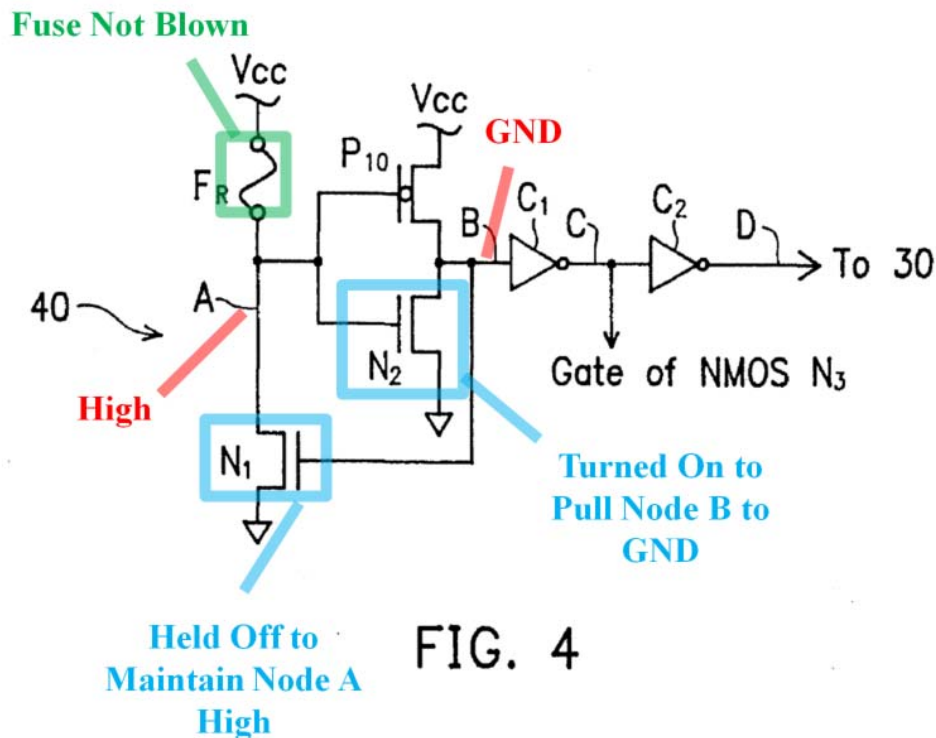 Fuse Not Blown
Vcc
Vcc
GND
P10
FR
B
C1
C
C2
D
To 30
A
40
N2
Gate of NMOS N3
High
N1
Turned On to
Pull Node B to
GND
Held Off to
Maintain Node A
High
FIG. 4